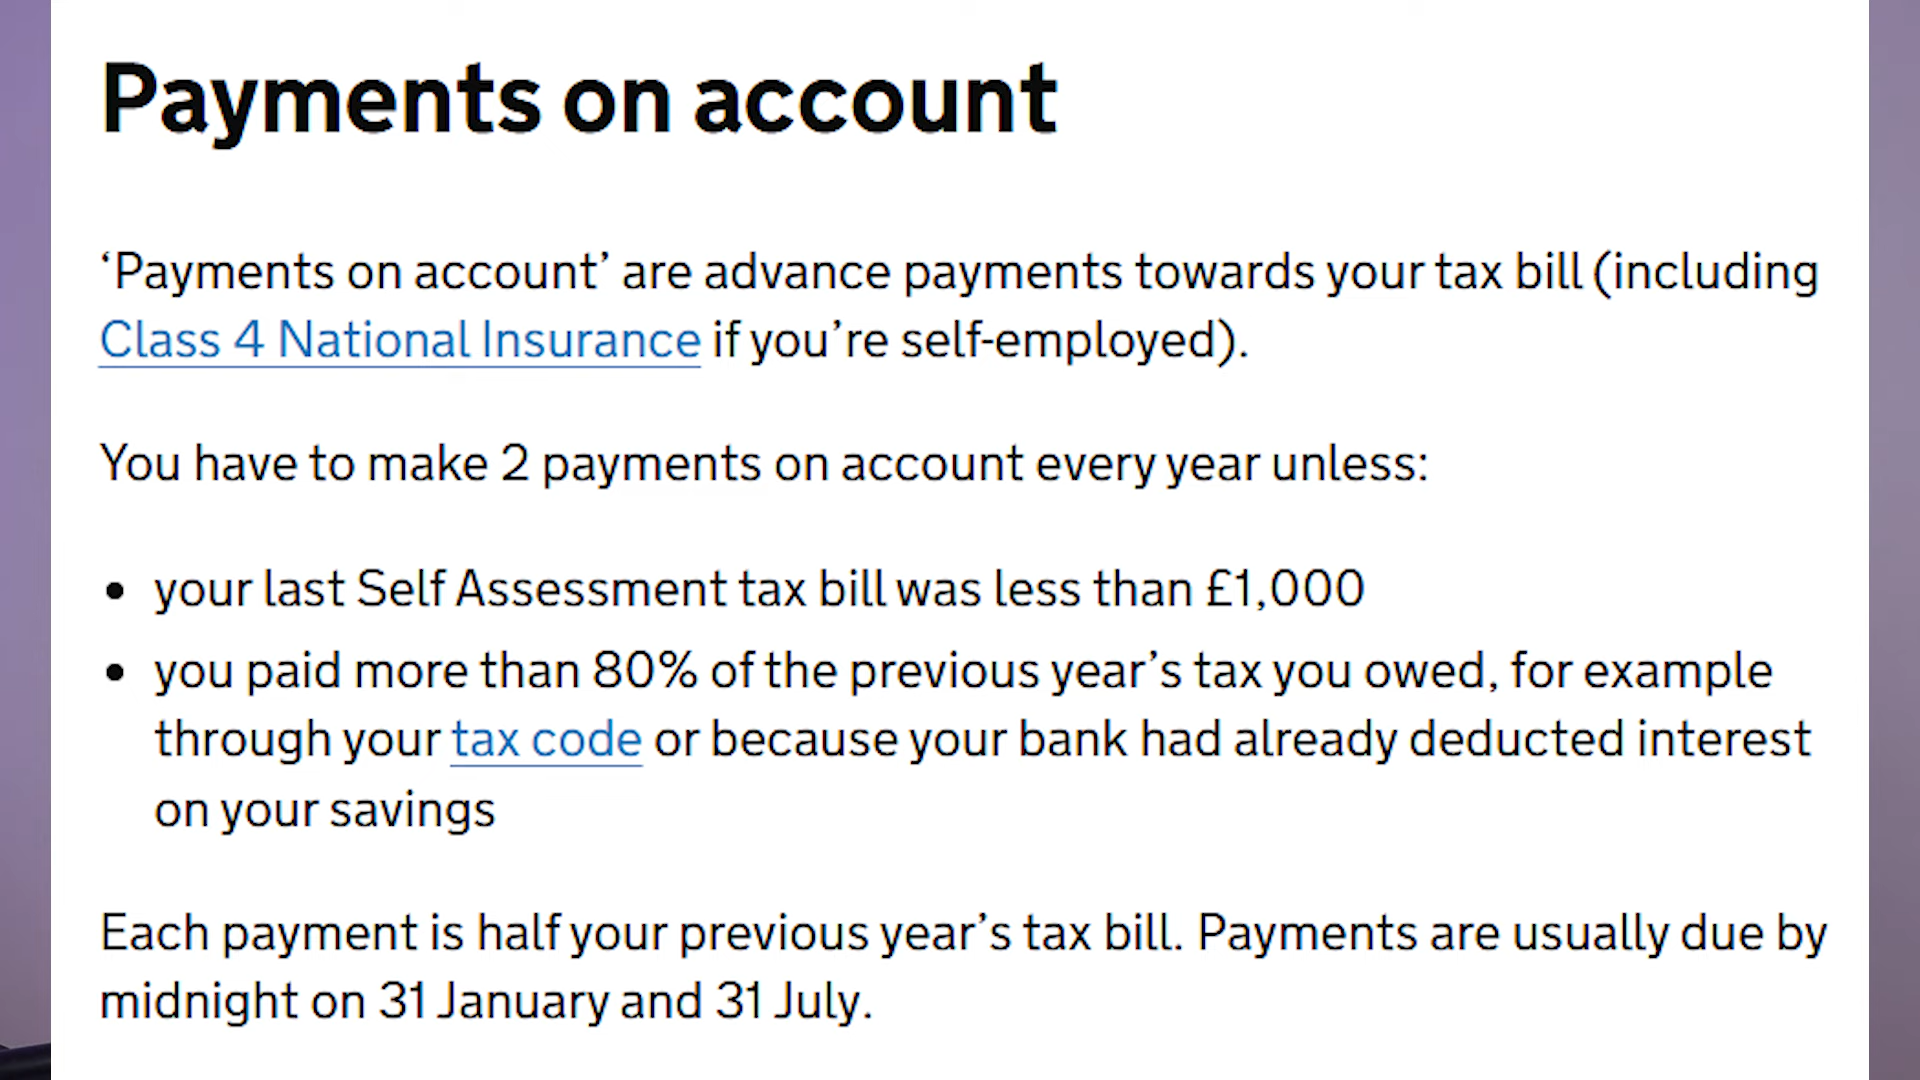 Payments on account
‘Payments on account’ are advance payments towards your tax bill (including
Class 4 National Insurance if you’re self-employed).
You have to make 2 payments on account every year unless:
• your last Self Assessment tax bill was less than £1,000
• you paid more than 80% of the previous year’s tax you owed, for example
through your tax code or because your bank had already deducted interest
on your savings
Each payment is half your previous year’s tax bill. Payments are usually due by
midnight on 31 January and 31 July.